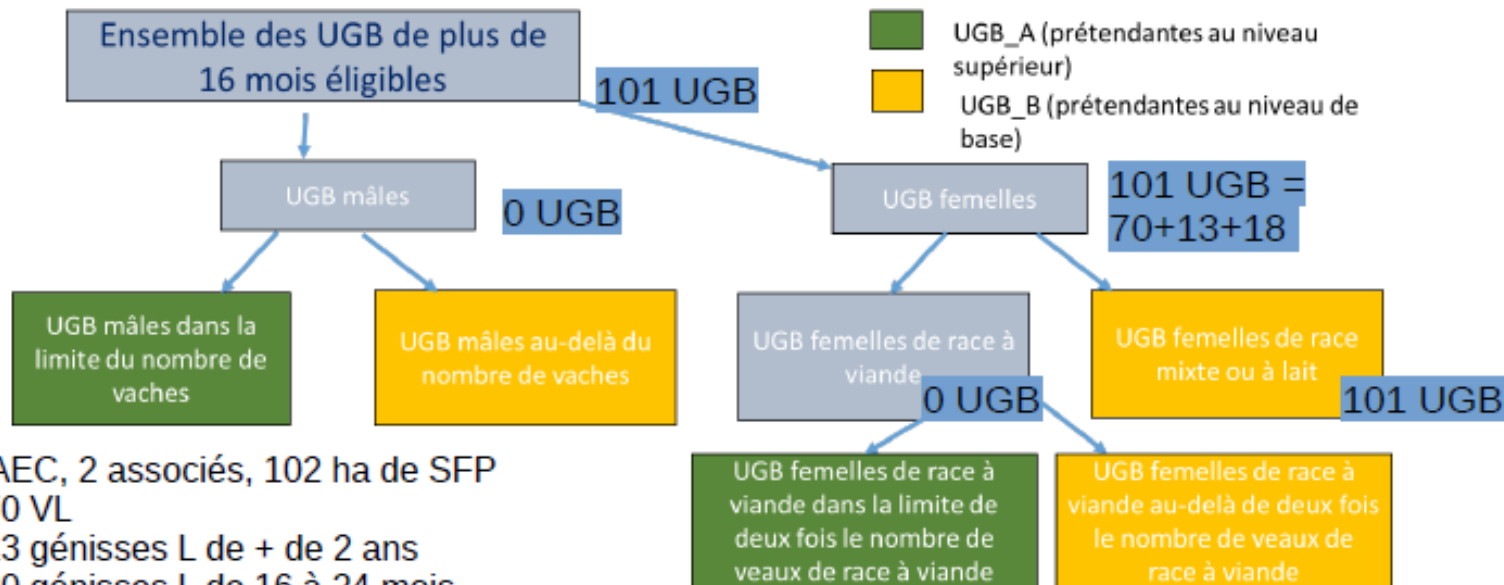 Ensemble des UGB de plus de
16 mois éligibles
101 UGB
UGB_A (prétendantes au niveau
supérieur)
UGB_B (prétendantes au niveau de
base)
UGB mâles
0 UGB
UGB femelles
101 UGB =
70+13+18
UGB mâles dans la
limite du nombre de
vaches
UGB mâles au-delà du
nombre de vaches
UGB femelles de race à
viande
0 UGB
UGB femelles de race
mixte ou à lait
101 UGB
AEC, 2 associés, 102 ha de SFP
0 VL
3 génisses L de + de 2 ans
0 génisses L de 16 à 24 mois
UGB femelles de race à
viande dans la limite de
deux fois le nombre de
veaux de race à viande
UGB femelles de race à
viande au-delà de deux fois
le nombre de veaux de
race à viande